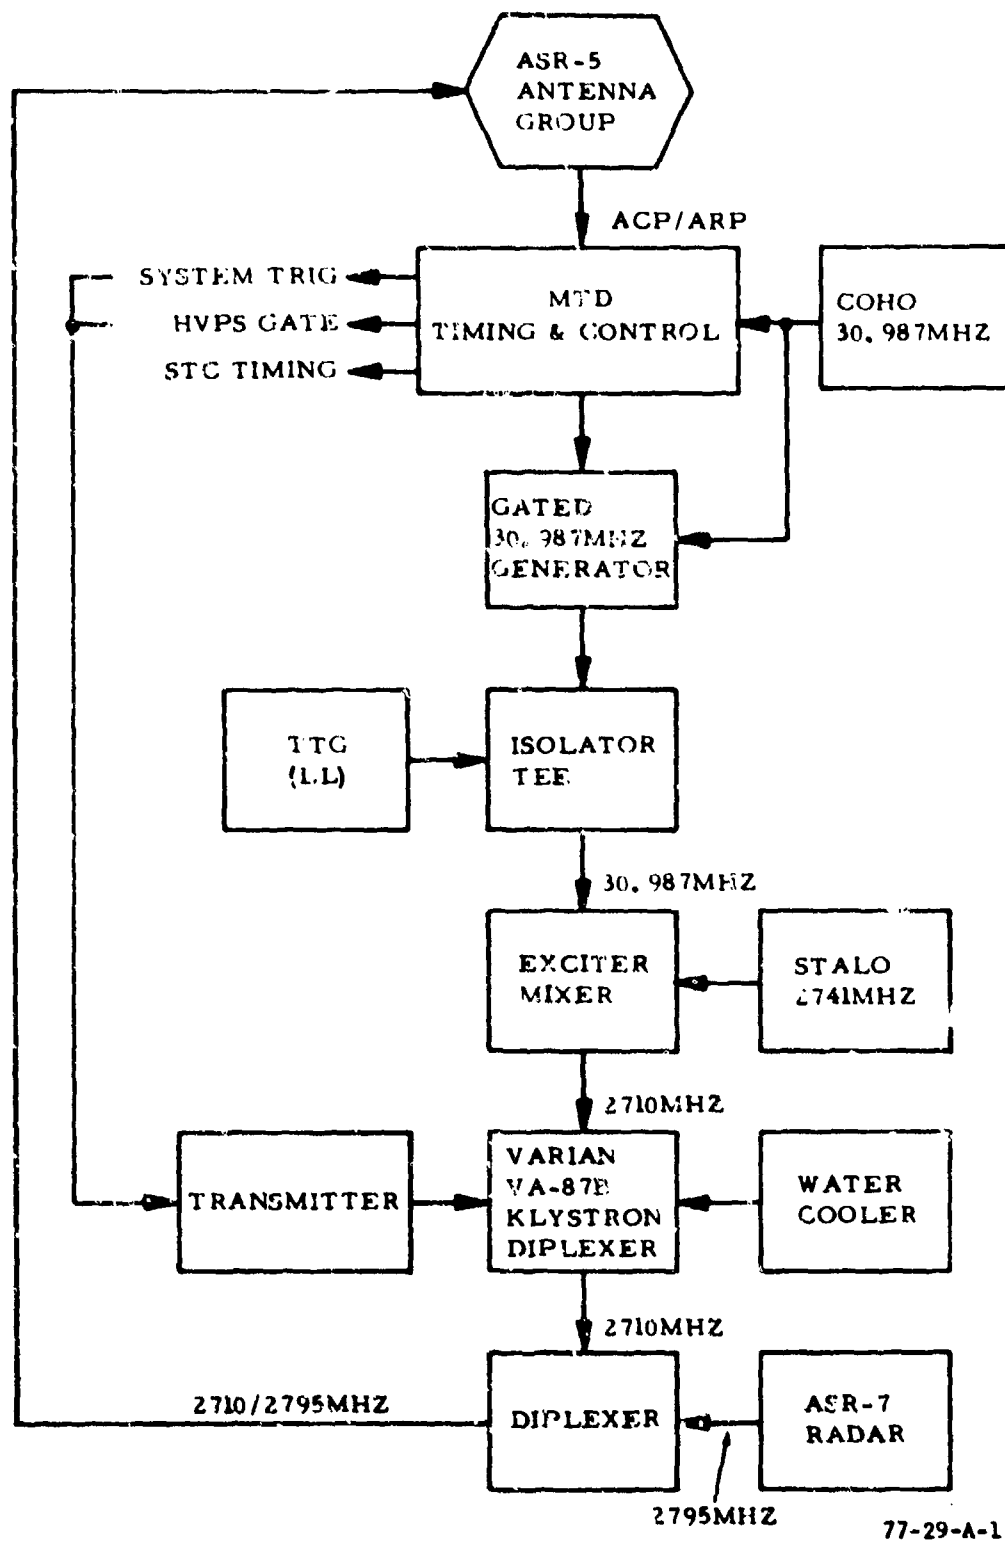 ASR-5
ANTENNA
GROUP
ACP/ARP
SYSTEM TRIG
HVPS GATE
STC TIMING
MTD
TIMING & CONTROL
COHO
30.987MHZ
GATED
30.987MHZ
GENERATOR
TTG
(LL)
ISOLATOR
TEE
30.987MHZ
EXCITER
MIXER
STALO
2741MHZ
2710MHZ
TRANSMITTER
VARIAN
VA-87B
KLYSTRON
DIPLEXER
WATER
COOLER
2710MHZ
2710/2795MHZ
DIPLEXER
ASR-7
RADAR
2795MHZ
77-29-A-1